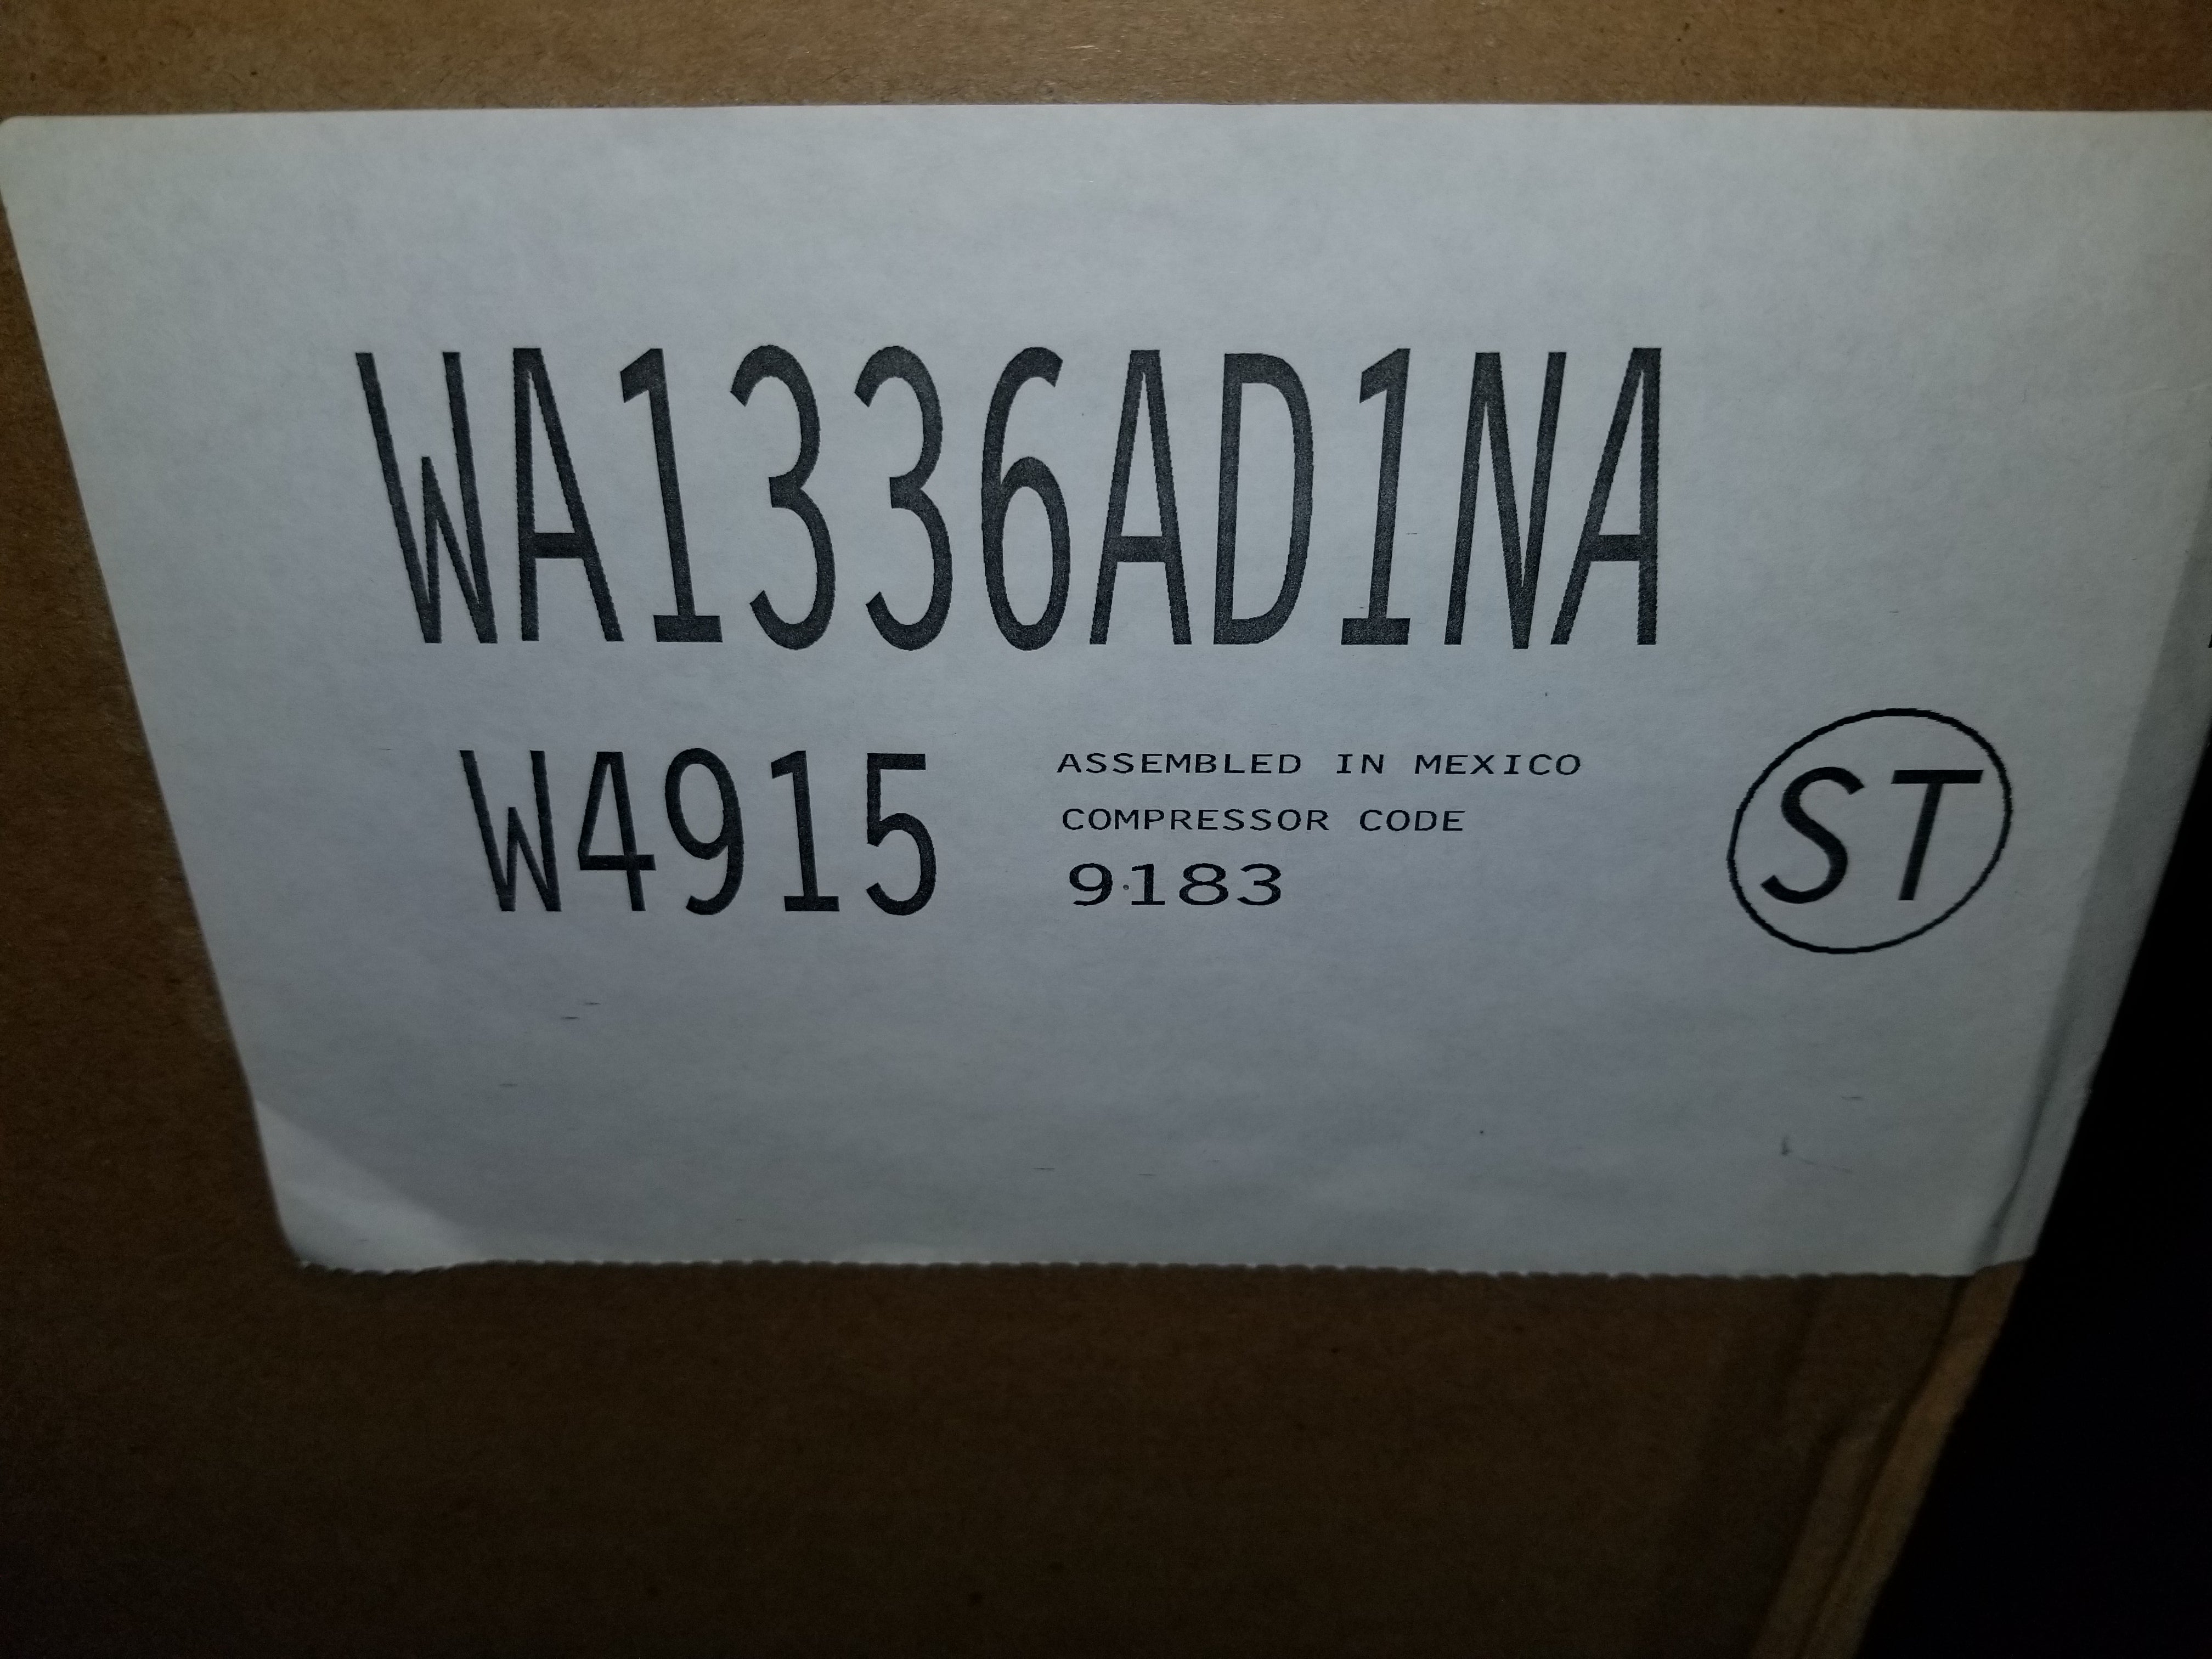 WA1336AD1NA
W4915
ASSEMBLED IN MEXICO
COMPRESSOR CODE
9183
ST